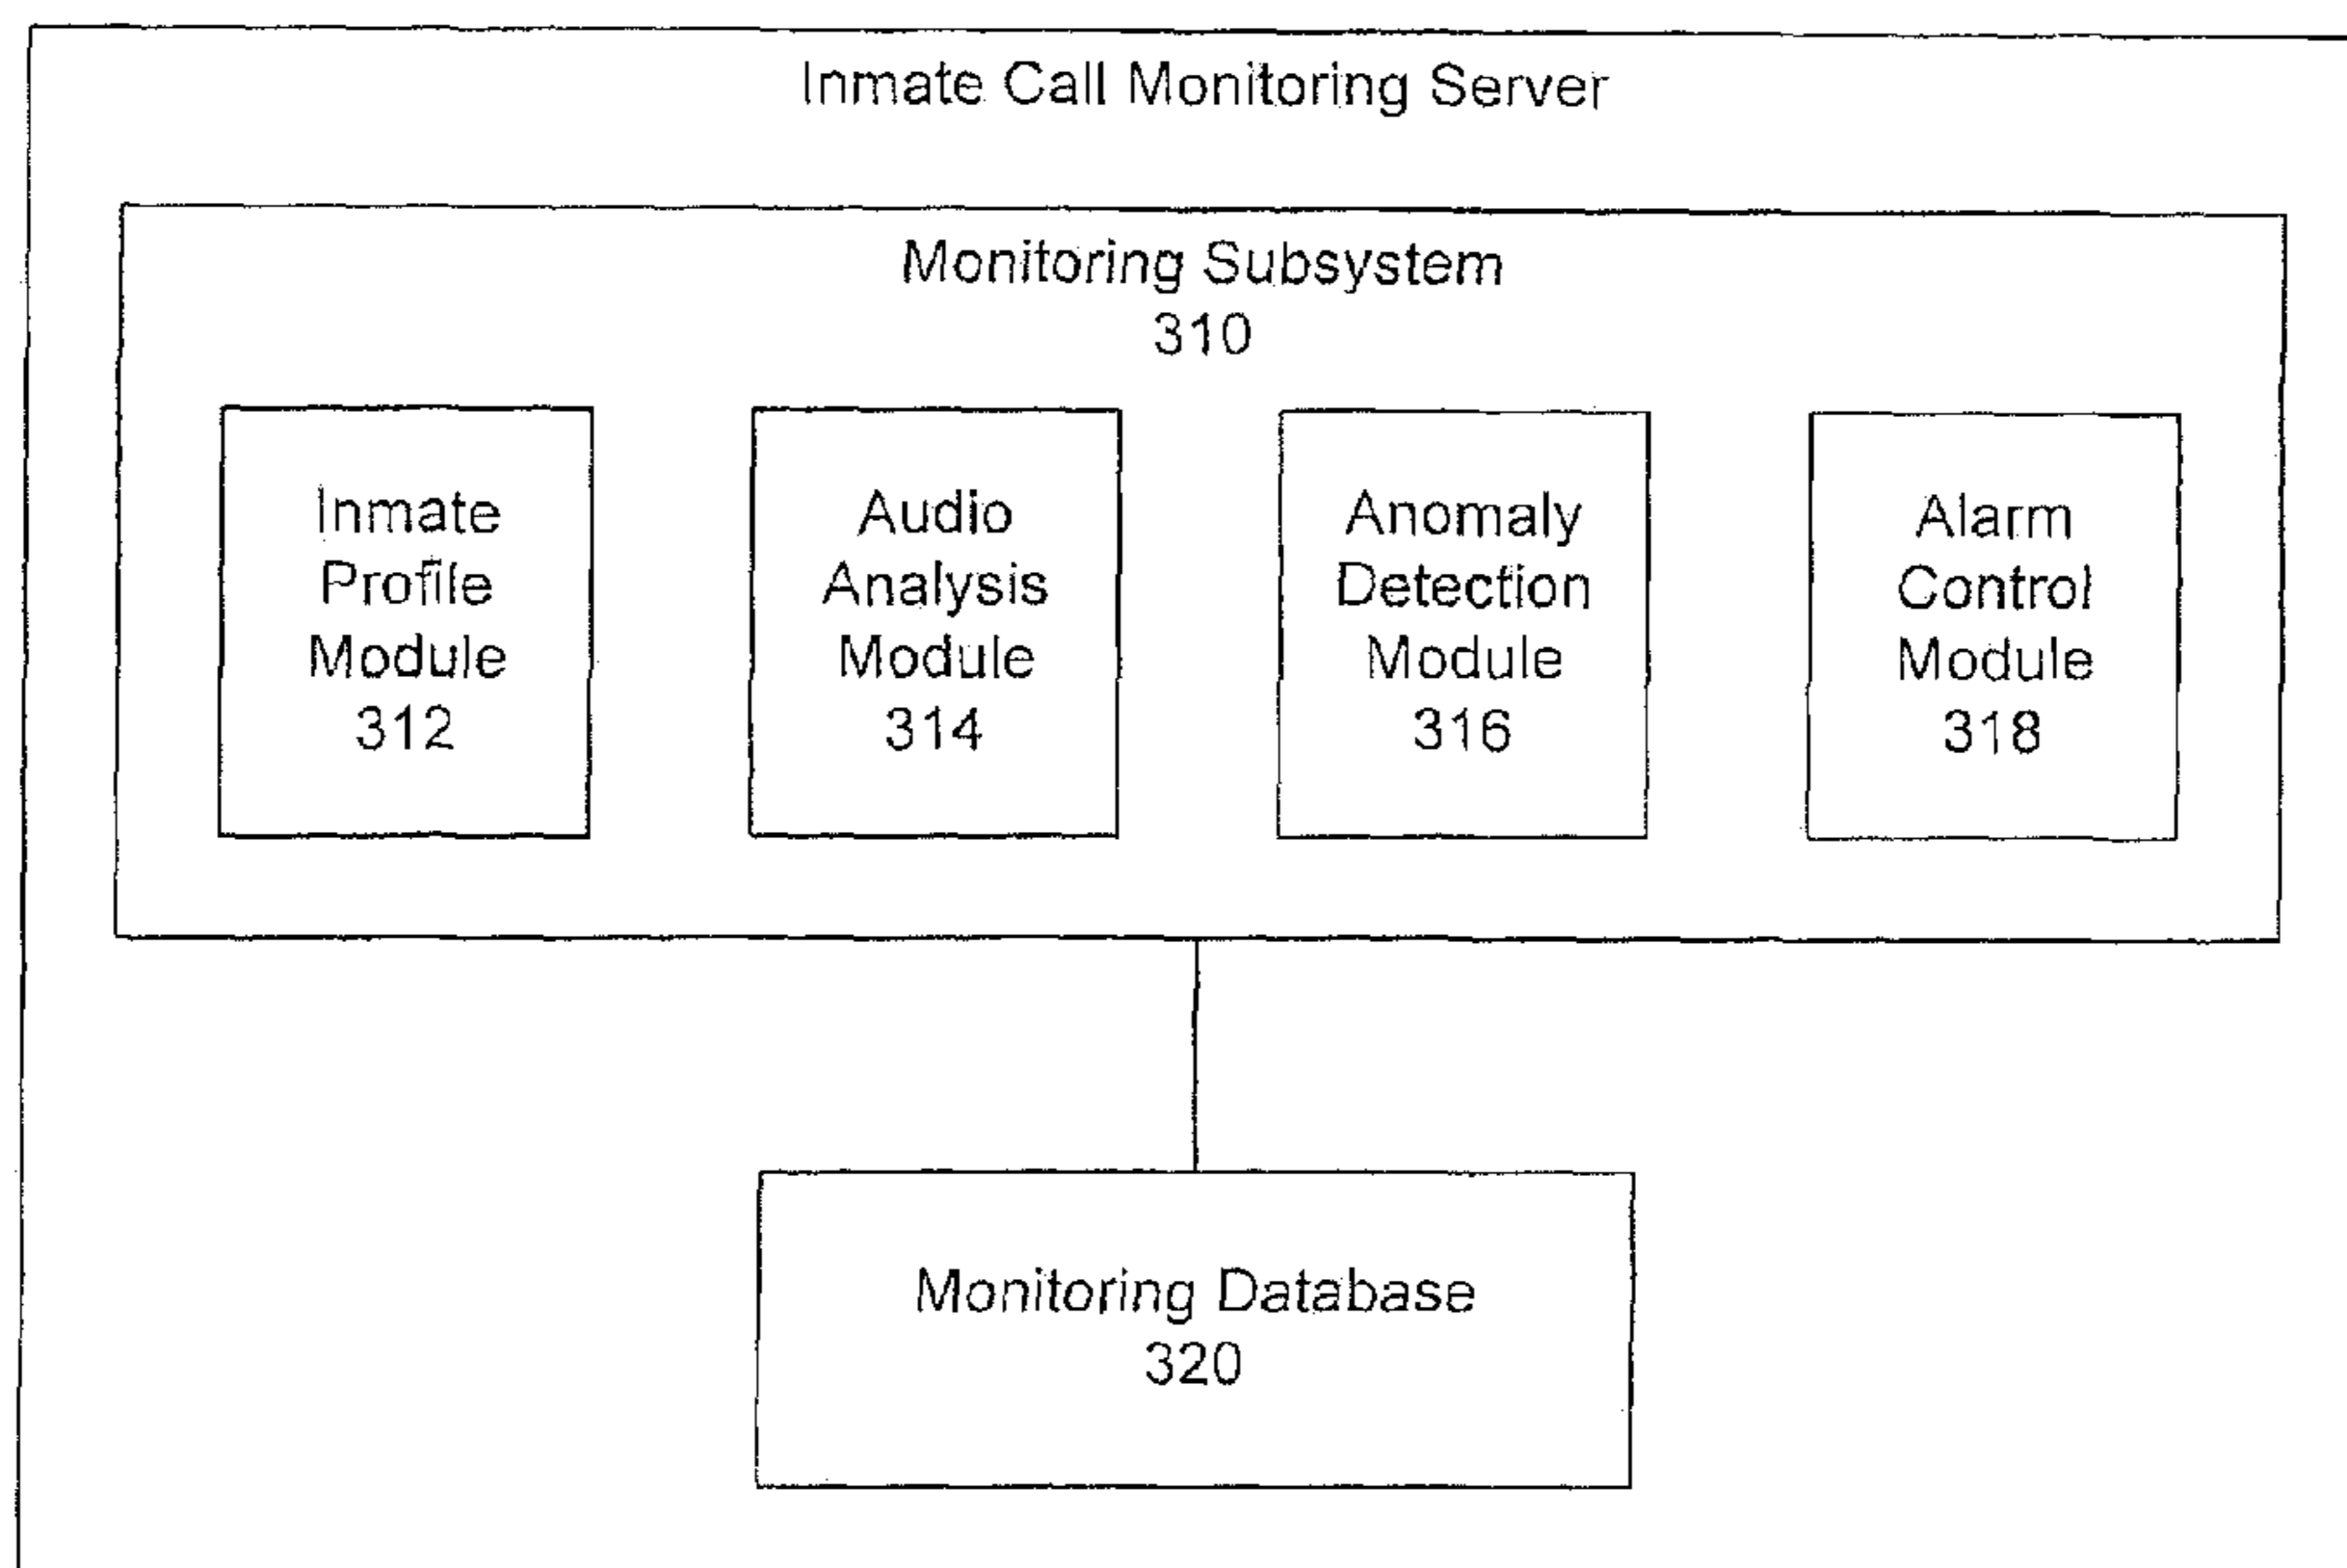 Inmate Call Monitoring Server
Monitoring Subsystem
310
Inmate
Profile
Module
312
Audio
Analysis
Module
314
Anomaly
Detection
Module
316
Alarm
Control
Module
318
Monitoring Database
320